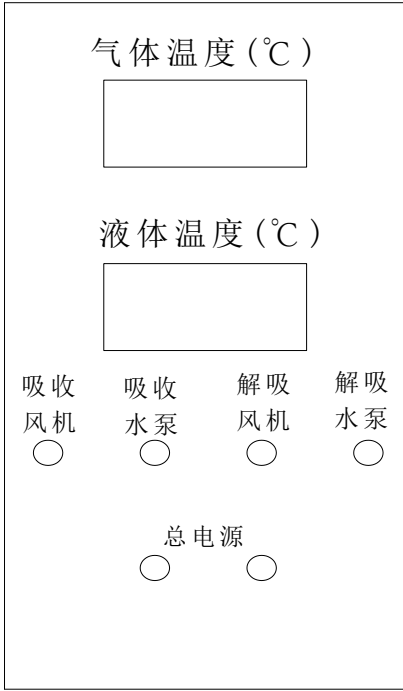 气体温度(℃)
液体温度(℃)
吸收 吸收 解吸 解吸
风机 水泵 风机 水泵
总电源